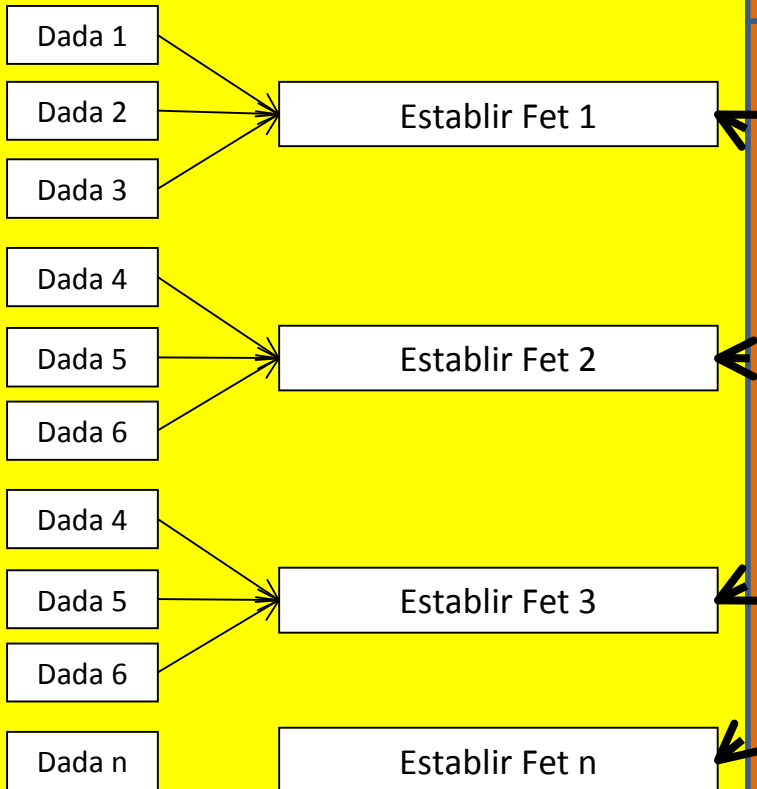 Dada 1
Dada 2
Dada 3
Establir Fet 1
Dada 4
Dada 5
Dada 6
Establir Fet 2
Dada 4
Dada 5
Dada 6
Establir Fet 3
Dada n
Establir Fet n